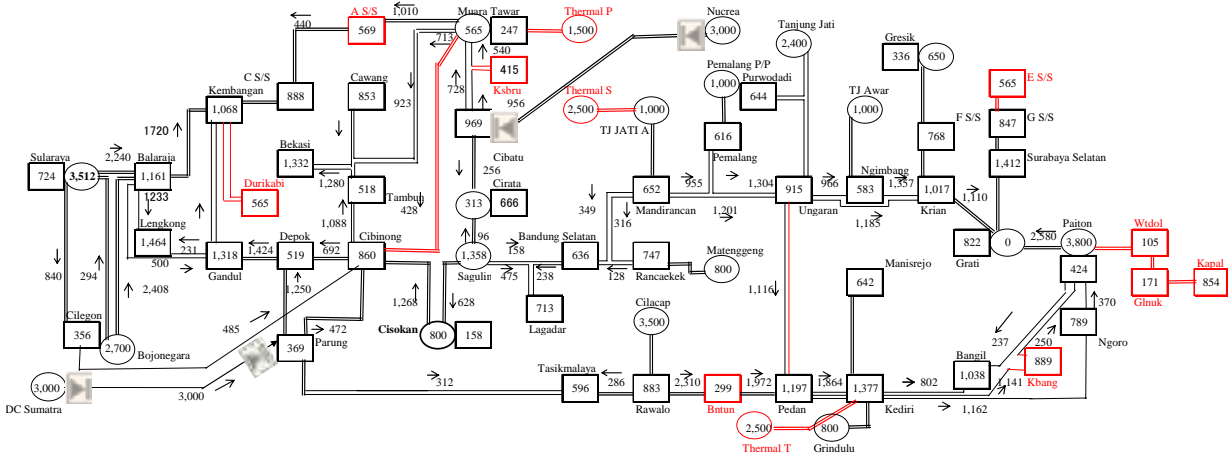 A S/S
1,010
Muara Tawar
Thermal P
Nucrea
Tanjung Jati
Gresik
440
569
565
247
1,500
3,000
2,400
336
650
713
540
Pemalang P/P
E S/S
C S/S
Cawang
415
Thermal S
1,000
Purwodadi
TJ Awar
565
Kembangan
888
853
923
728
Ksbru
956
2,500
1,000
644
1,000
F S/S
847
G S/S
1,068
969
TJ JATI A
616
768
1720
Bekasi
Cibatu
Pemalang
1,412
Surabaya Selatan
Sularaya
2,240
Balaraja
1,332
256
955
1,304
Ngimbang
1,357
724
3,512
1,161
1,280
518
Cirata
652
915
966
583
1,017
1,110
Durikabi
Tambun
428
313
666
349
Mandirancan
1,201
Ungaran
1,185
Krian
1233
565
316
Lengkong
1,088
Wtdol
1,464
231
1,424
Depok
Cibinong
96
158
Bandung Selatan
Matenggeng
822
0
2,580
Paiton
3,800
105
1,318
519
692
860
1,358
636
747
800
Manisrejo
Grati
424
Kapal
840
294
500
Gandul
Sagulin
475
238
128
Rancaekek
171
854
2,408
1,250
1,268
628
1,116
642
Glnuk
370
485
472
713
Cilacap
Cilegon
Cisokan
800
158
Lagadar
3,500
237
789
356
2,700
Bojonegara
369
Parung
250
Ngoro
Bangil
889
Tasikmalaya
1,038
1,141
Kbang
3,000
312
596
286
883
2,310
299
1,972
1,197
1,864
1,377
802
DC Sumatra
3,000
Rawalo
Bntun
Pedan
Kediri
1,162
2,500
800
Thermal T
Grindulu